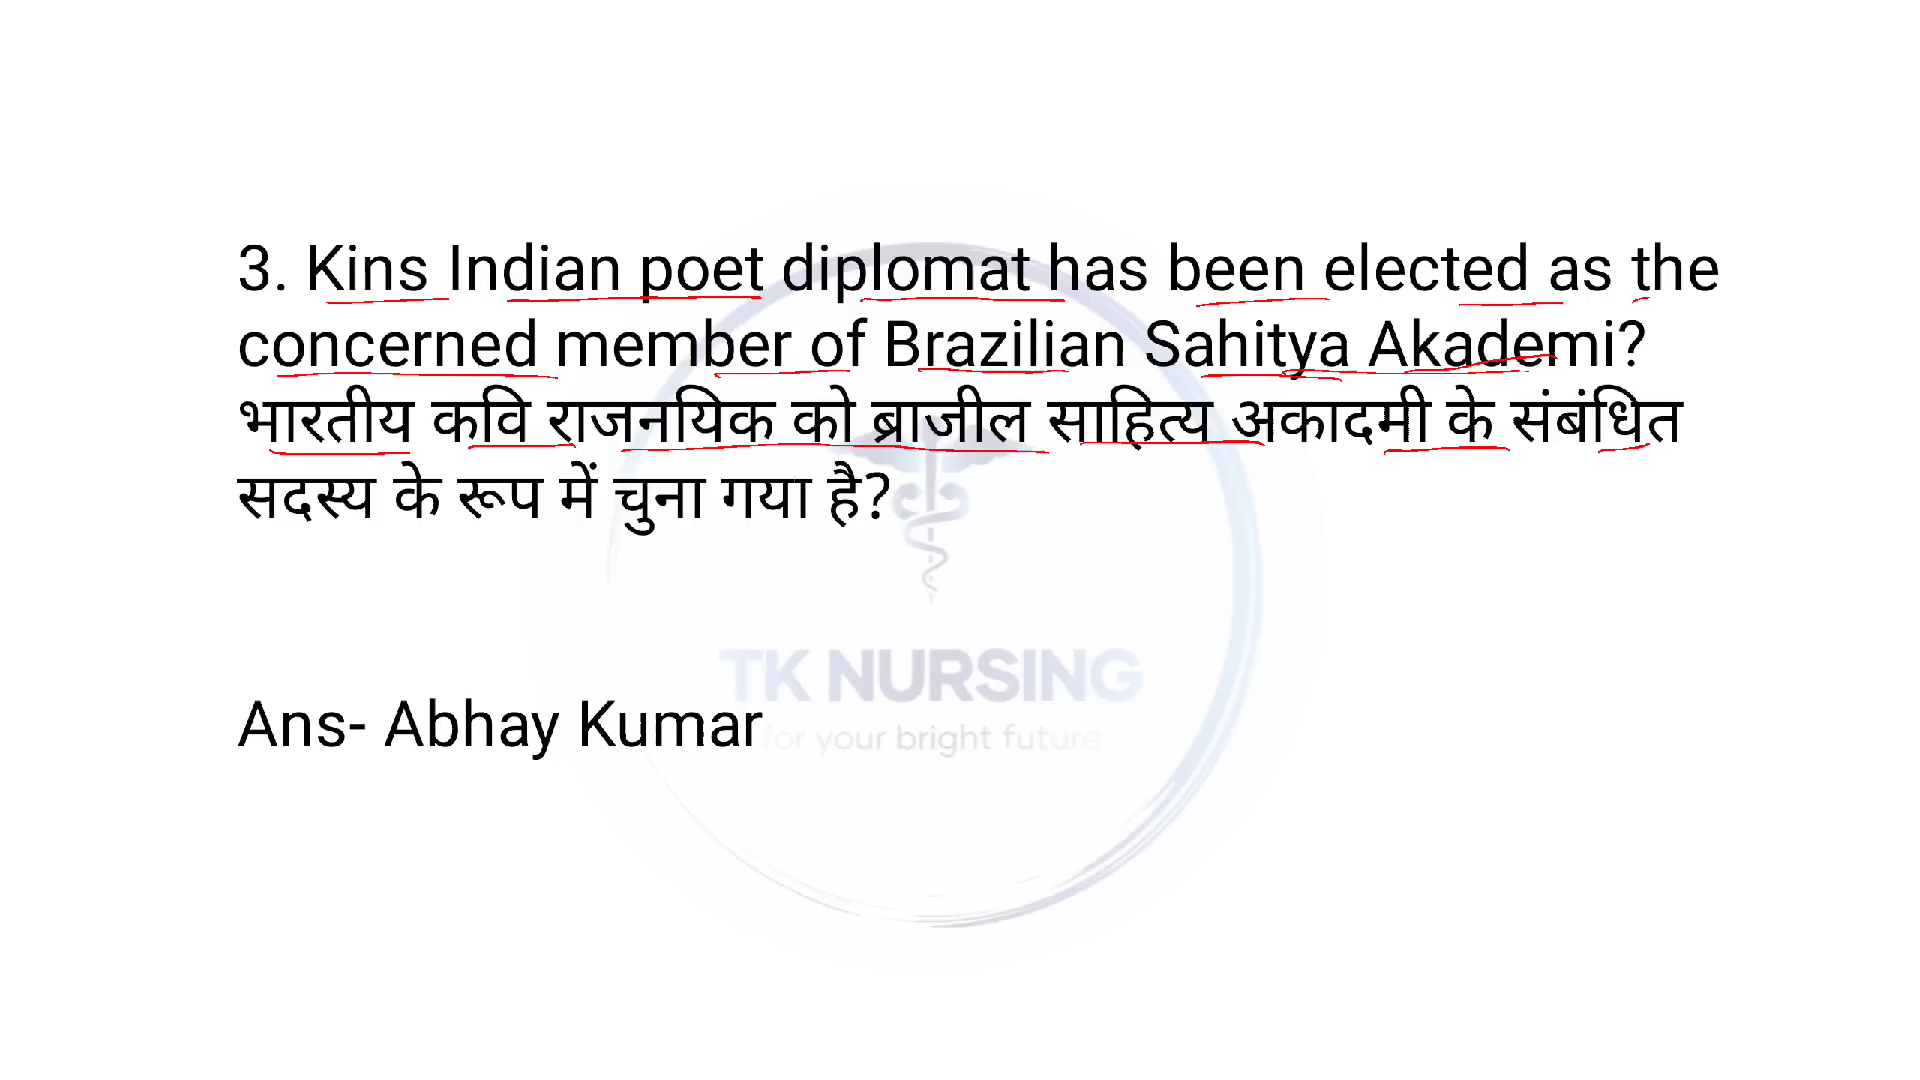 3. Kins Indian poet diplomat has been elected as the
concerned member of Brazilian Sahitya Akademi?
भारतीय कवि राजनयिक को ब्राजील साहित्य अकादमी के संबंधित
सदस्य के रूप में चुना गया है?
TK NURSING
Ans- Abhay Kumar
for your bright future